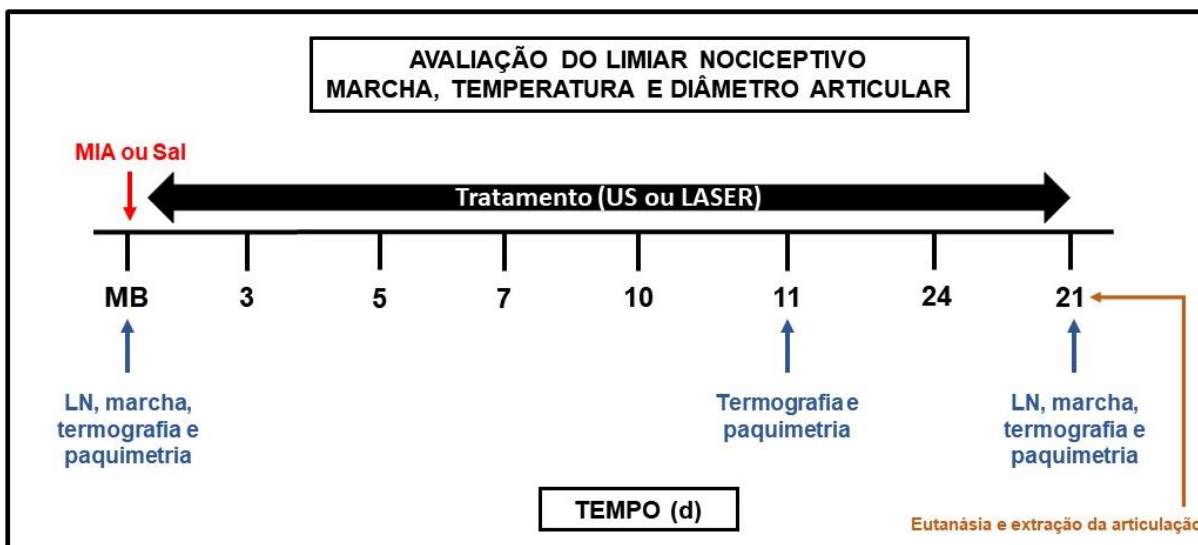 AVALIAÇÃO DO LIMIAR NOCICEPTIVO
MARCHA, TEMPERATURA E DIÂMETRO ARTICULAR
MIA ou Sal
Tratamento (US ou LASER)
MB 3 5 7 10 11 24 21
LN, marcha,
termografia e
paquimetria
Termografia e
paquimetria
LN, marcha,
termografia e
paquimetria
TEMPO (d)
Eutanásia e extração da articulação